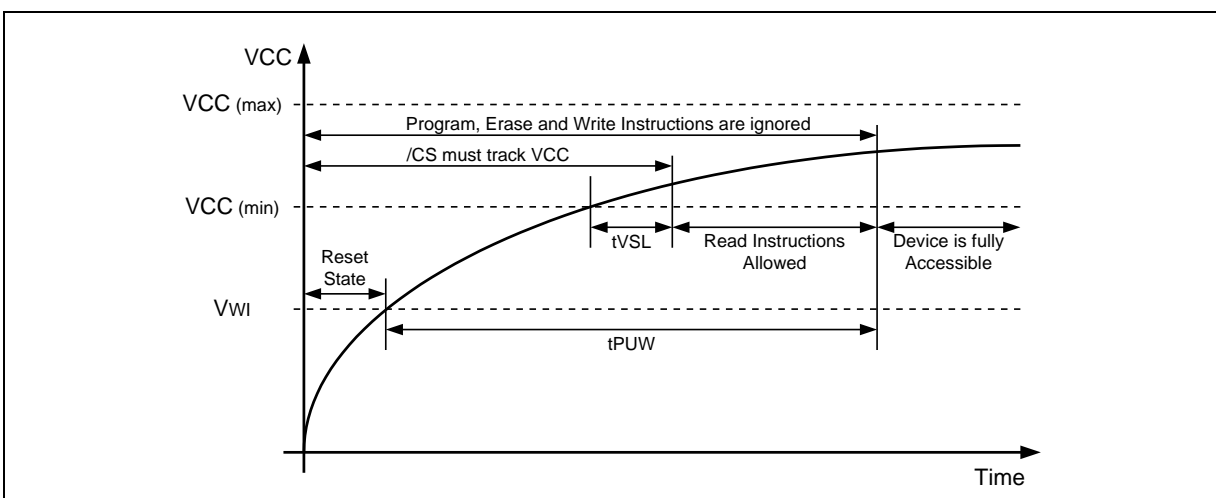 VCC
VCC (max)
Program, Erase and Write Instructions are ignored
/CS must track VCC
VCC (min)
tVSL
Read Instructions
Allowed
Device is fully
Accessible
Reset
State
VWI
tPUW
Time